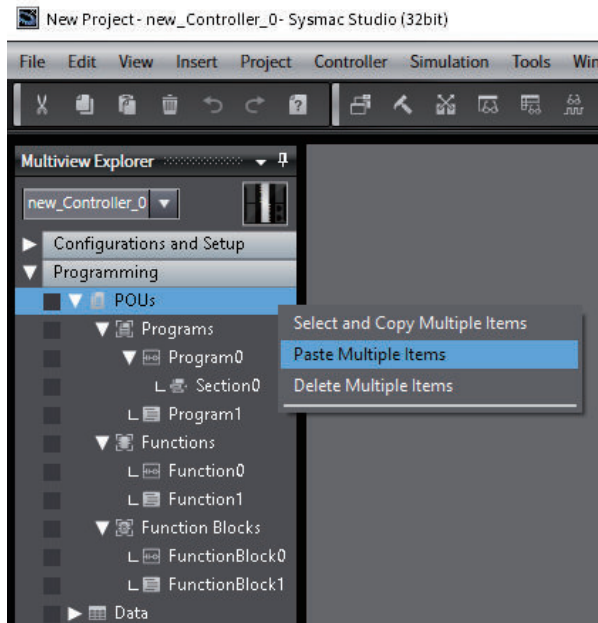 New Project - new_Controller_0 - Sysmac Studio (32bit)
File Edit View Insert Project Controller Simulation Tools Win
Multiview Explorer
new_Controller_0
Configurations and Setup
Programming
POUs
Select and Copy Multiple Items
Programs
Paste Multiple Items
Program0
Delete Multiple Items
Section0
Program1
Functions
Function0
Function1
Function Blocks
FunctionBlock0
FunctionBlock1
Data